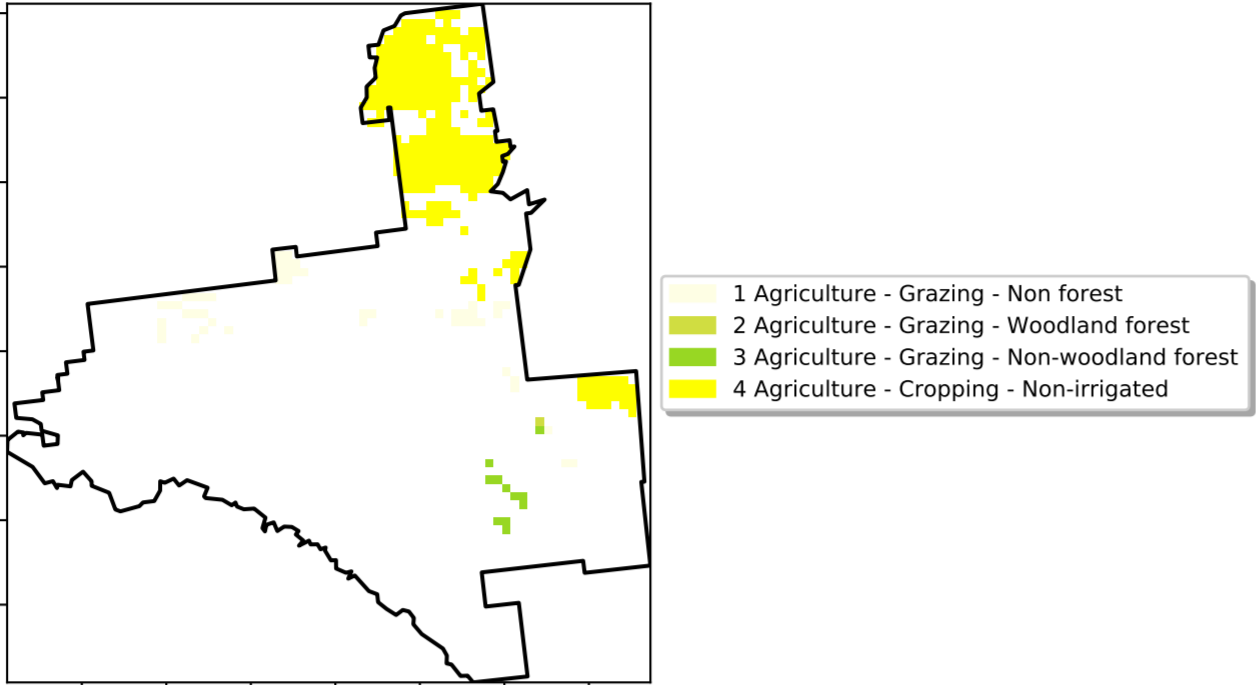 1 Agriculture - Grazing - Non forest
2 Agriculture - Grazing - Woodland forest
3 Agriculture - Grazing - Non-woodland forest
4 Agriculture - Cropping - Non-irrigated